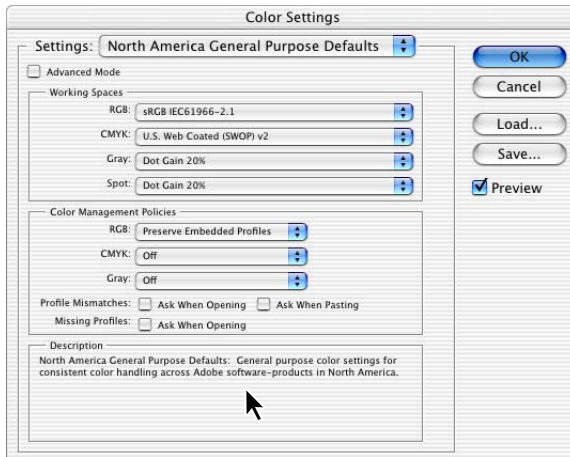 Color Settings
Settings: North America General Purpose Defaults
OK
Advanced Mode
Cancel
Working Spaces
RGB: sRGB IEC61966-2.1
Load...
CMYK: U.S. Web Coated (SWOP) v2
Save...
Gray: Dot Gain 20%
Preview
Spot: Dot Gain 20%
Color Management Policies
RGB: Preserve Embedded Profiles
CMYK: Off
Gray: Off
Profile Mismatches: Ask When Opening Ask When Pasting
Missing Profiles: Ask When Opening
Description
North America General Purpose Defaults: General purpose color settings for
consistent color handling across Adobe software-products in North America.